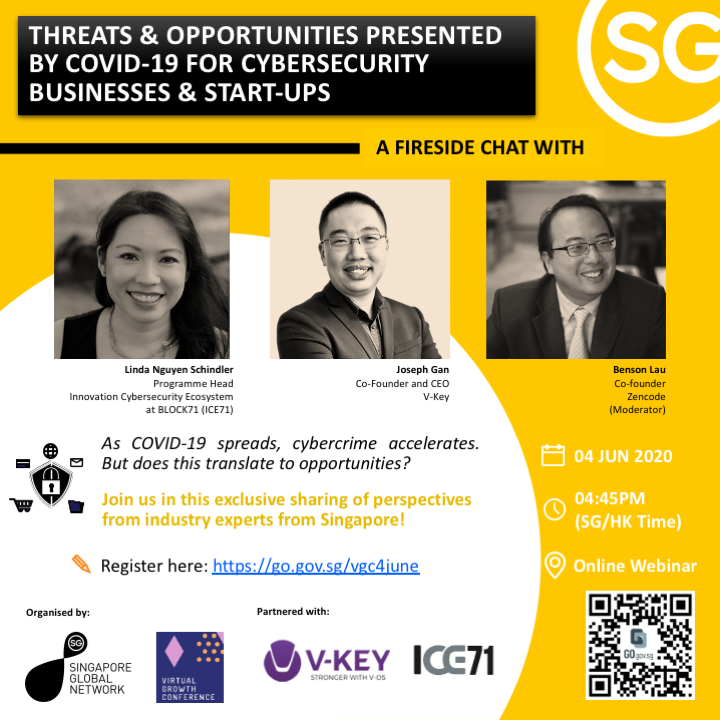 THREATS & OPPORTUNITIES PRESENTED
BY COVID-19 FOR CYBERSECURITY
BUSINESSES & START-UPS
SG
A FIRESIDE CHAT WITH
Linda Nguyen Schindler
Programme Head
Innovation Cybersecurity Ecosystem
at BLOCK71 (ICE71)
Joseph Gan
Co-Founder and CEO
V-Key
Benson Lau
Co-founder
Zencode
(Moderator)
As COVID-19 spreads, cybercrime accelerates.
But does this translate to opportunities?
Join us in this exclusive sharing of perspectives
from industry experts from Singapore!
Register here: https://go.gov.sg/vgc4june
04 JUN 2020
04:45PM
(SG/HK Time)
Online Webinar
Organised by:
SG
SINGAPORE
GLOBAL
NETWORK
VIRTUAL
GROWTH
CONFERENCE
Partnered with:
V-KEY
STRONGER WITH V-OS
ICE71
GO.gov.sg